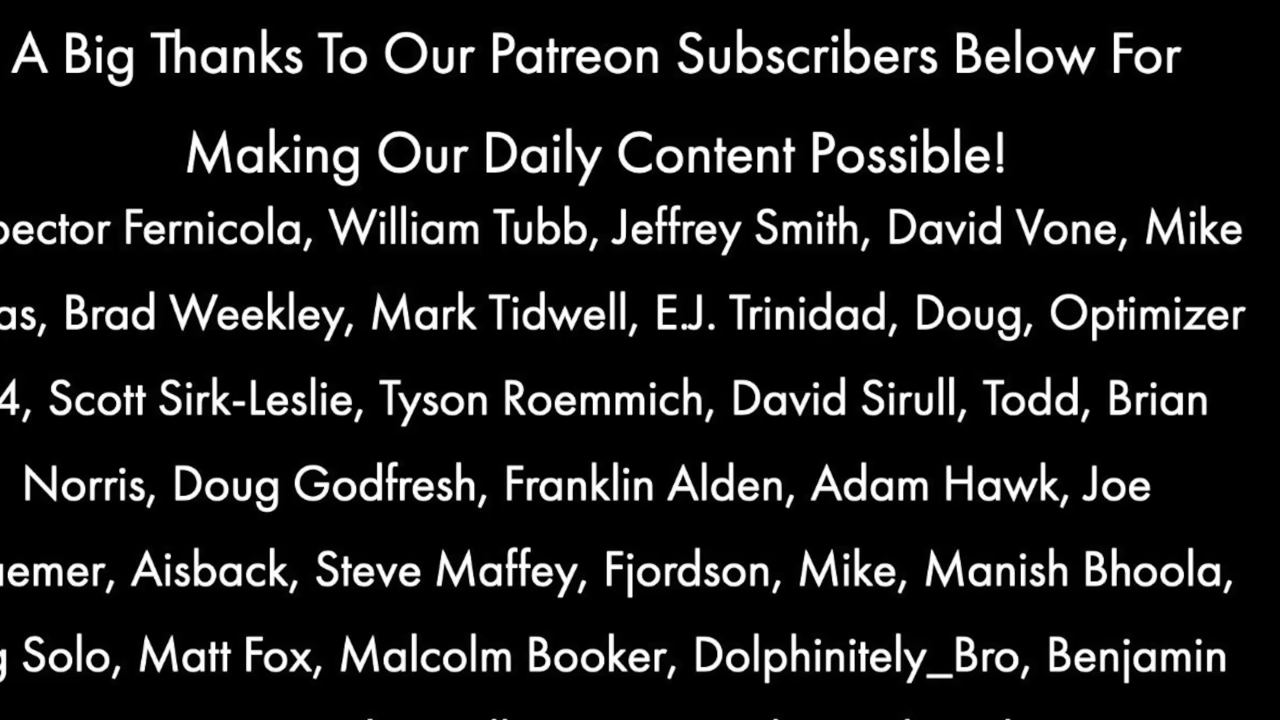 A Big Thanks To Our Patreon Subscribers Below For
Making Our Daily Content Possible!
Fernicola, William Tubb, Jeffrey Smith, David Vone, Mike
Brad Weekley, Mark Tidwell, E.J. Trinidad, Doug, Optimizer
4, Scott Sirk-Leslie, Tyson Roemmich, David Sirull, Todd, Brian
Norris, Doug Godfresh, Franklin Alden, Adam Hawk, Joe
Aisback, Steve Maffey, Fjordson, Mike, Manish Bhoola,
Solo, Matt Fox, Malcolm Booker, Dolphinitely_Bro, Benjamin